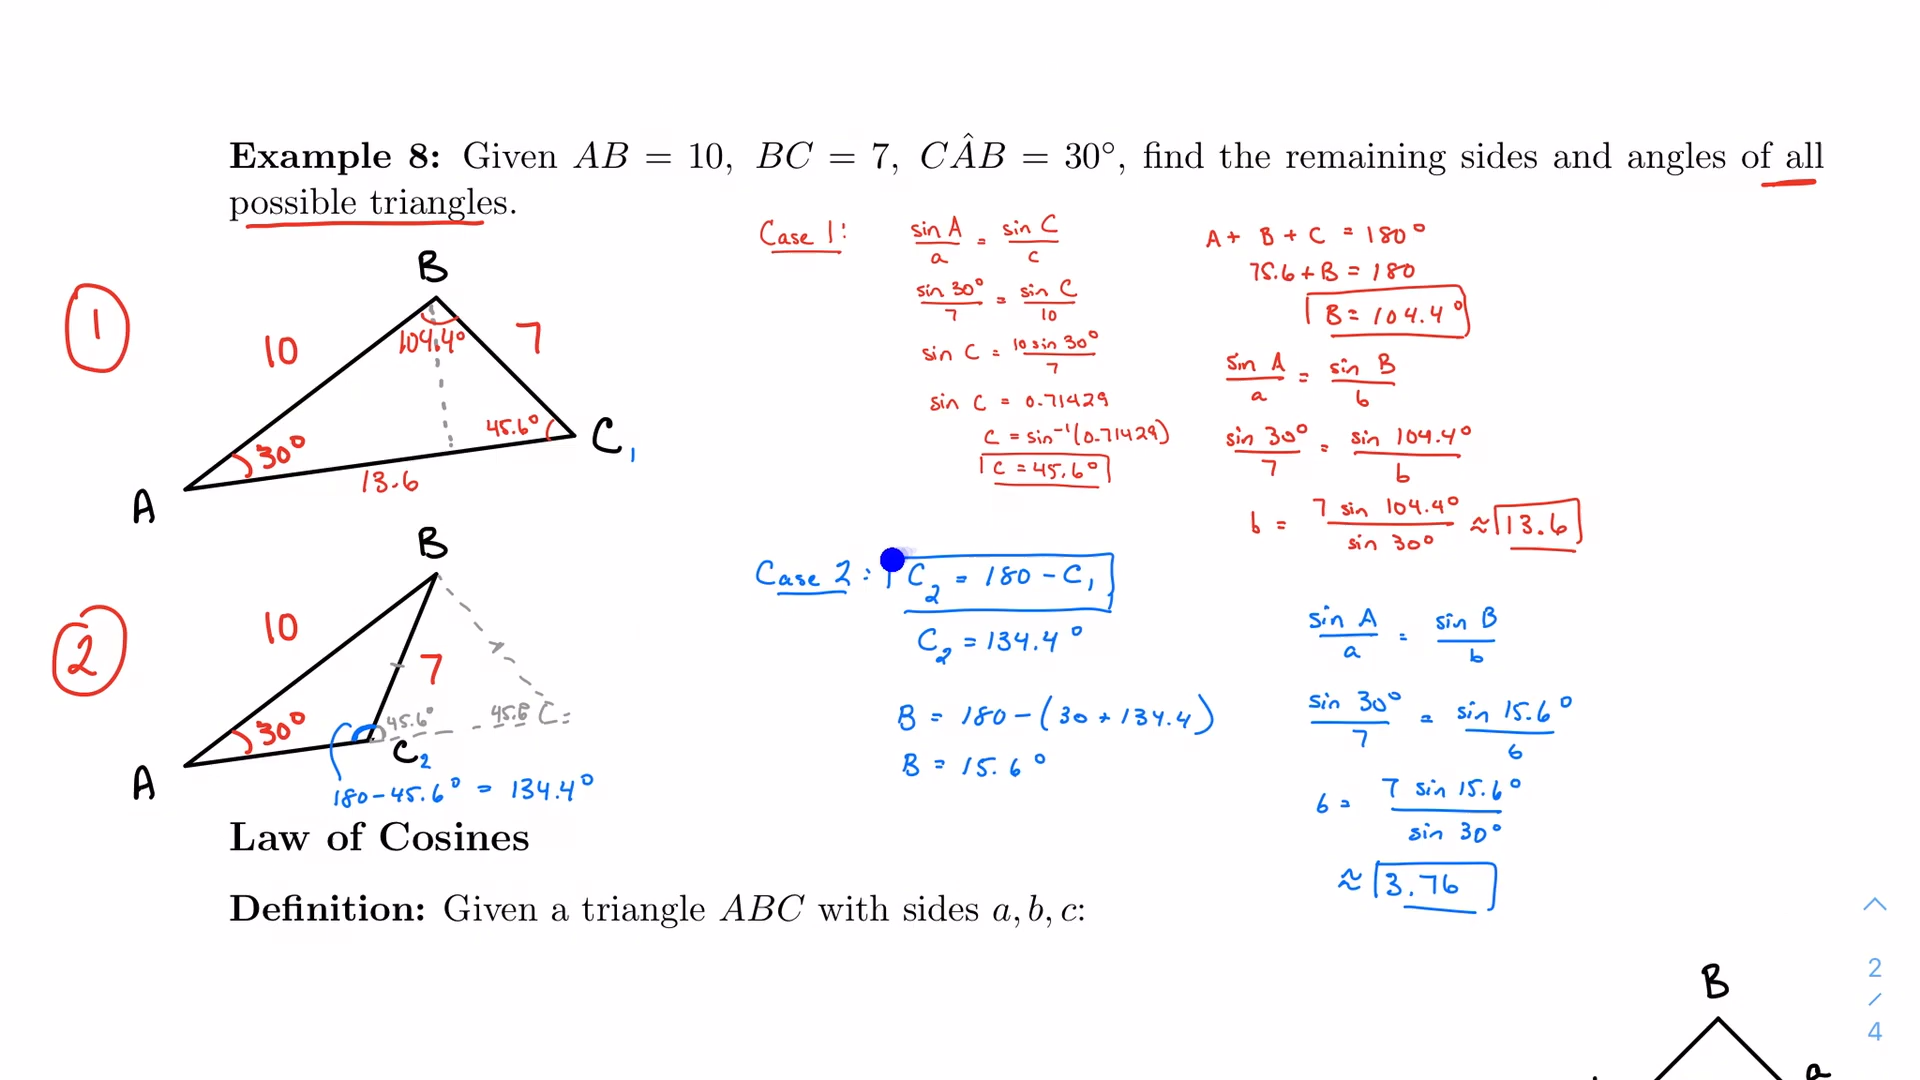 Example 8: Given AB = 10, BC = 7, CÂB = 30°, find the remaining sides and angles of all
possible triangles.
1
B
10
7
104.4°
30°
45.6°
C₁
13.6
A
Case 1:
sin A / a = sin C / c
sin 30° / 7 = sin C / 10
sin C = 10 sin 30° / 7
sin C = 0.71429
C = sin⁻¹(0.71429)
C = 45.6°
A + B + C = 180°
75.6 + B = 180
B = 104.4°
sin A / a = sin B / b
sin 30° / 7 = sin 104.4° / b
b = 7 sin 104.4° / sin 30° ≈ 13.6
2
B
10
7
30°
45.6°
C₂
A
180 - 45.6° = 134.4°
Case 2: C₂ = 180 - C₁
C₂ = 134.4°
B = 180 - (30 + 134.4)
B = 15.6°
sin A / a = sin B / b
sin 30° / 7 = sin 15.6° / b
b = 7 sin 15.6° / sin 30°
≈ 3.76
Law of Cosines
Definition: Given a triangle ABC with sides a, b, c:
B
a
2
/
4